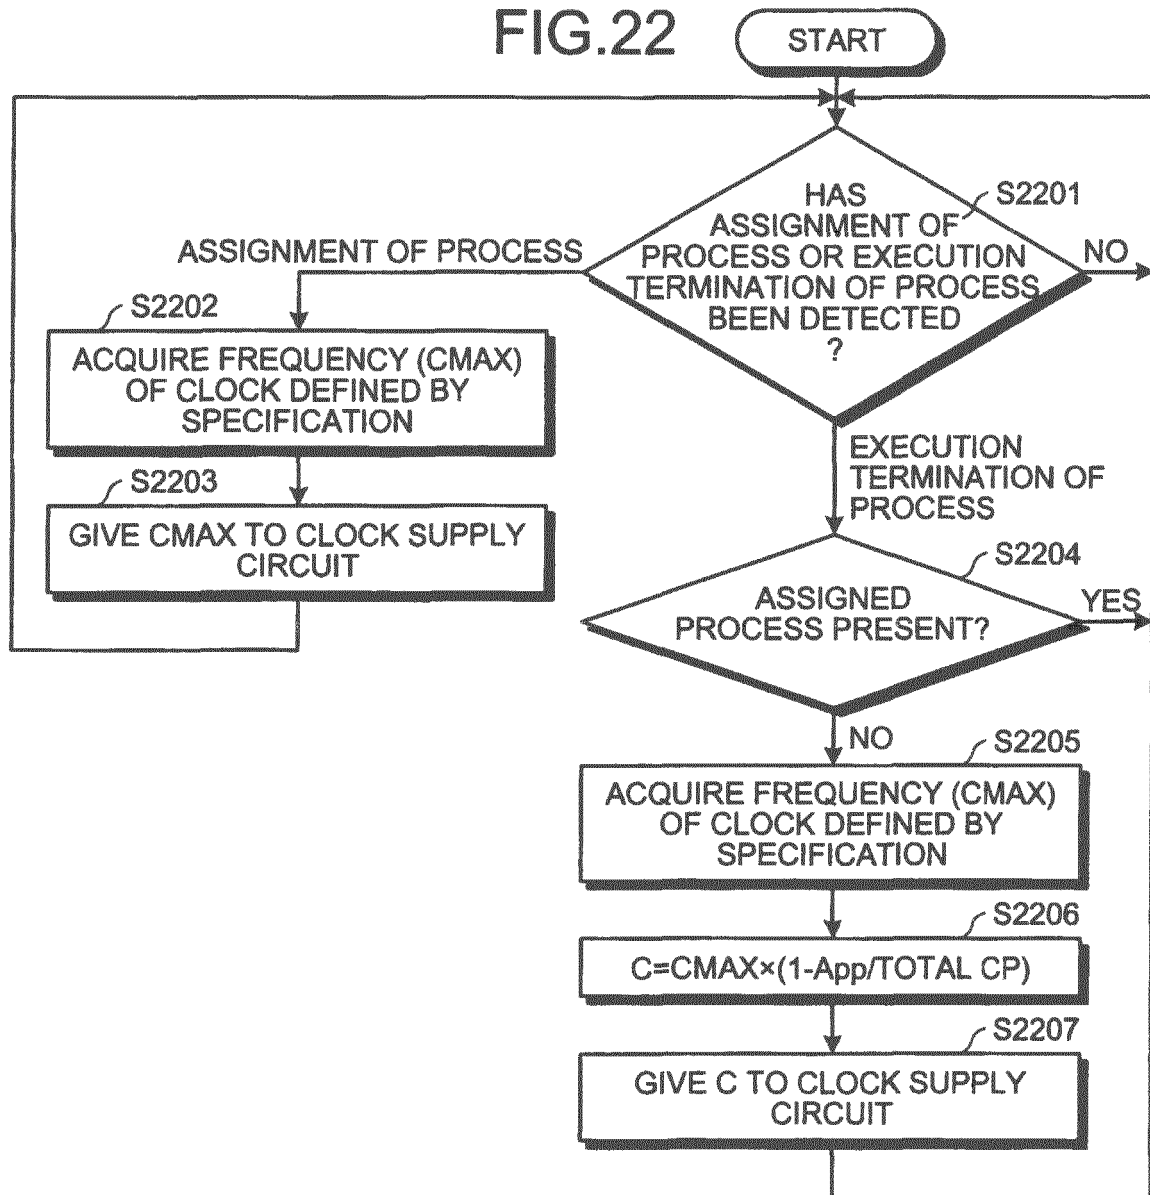 FIG.22
START
HAS
ASSIGNMENT OF
PROCESS OR EXECUTION
TERMINATION OF PROCESS
BEEN DETECTED
?
S2201
NO
ASSIGNMENT OF PROCESS
S2202
ACQUIRE FREQUENCY (CMAX)
OF CLOCK DEFINED BY
SPECIFICATION
S2203
GIVE CMAX TO CLOCK SUPPLY
CIRCUIT
EXECUTION
TERMINATION OF
PROCESS
S2204
ASSIGNED
PROCESS PRESENT?
YES
NO
S2205
ACQUIRE FREQUENCY (CMAX)
OF CLOCK DEFINED BY
SPECIFICATION
S2206
C=CMAX×(1-App/TOTAL CP)
S2207
GIVE C TO CLOCK SUPPLY
CIRCUIT